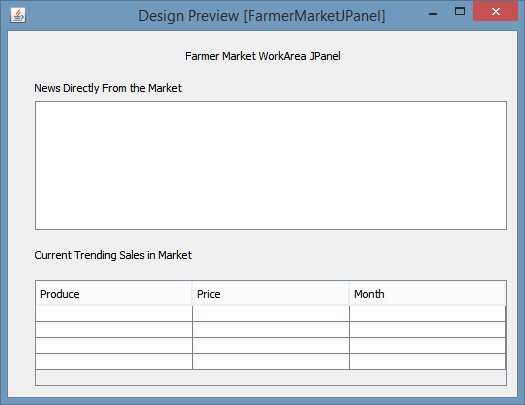 Design Preview [FarmerMarketJPanel]
Farmer Market WorkArea JPanel
News Directly From the Market
Current Trending Sales in Market
Produce Price Month